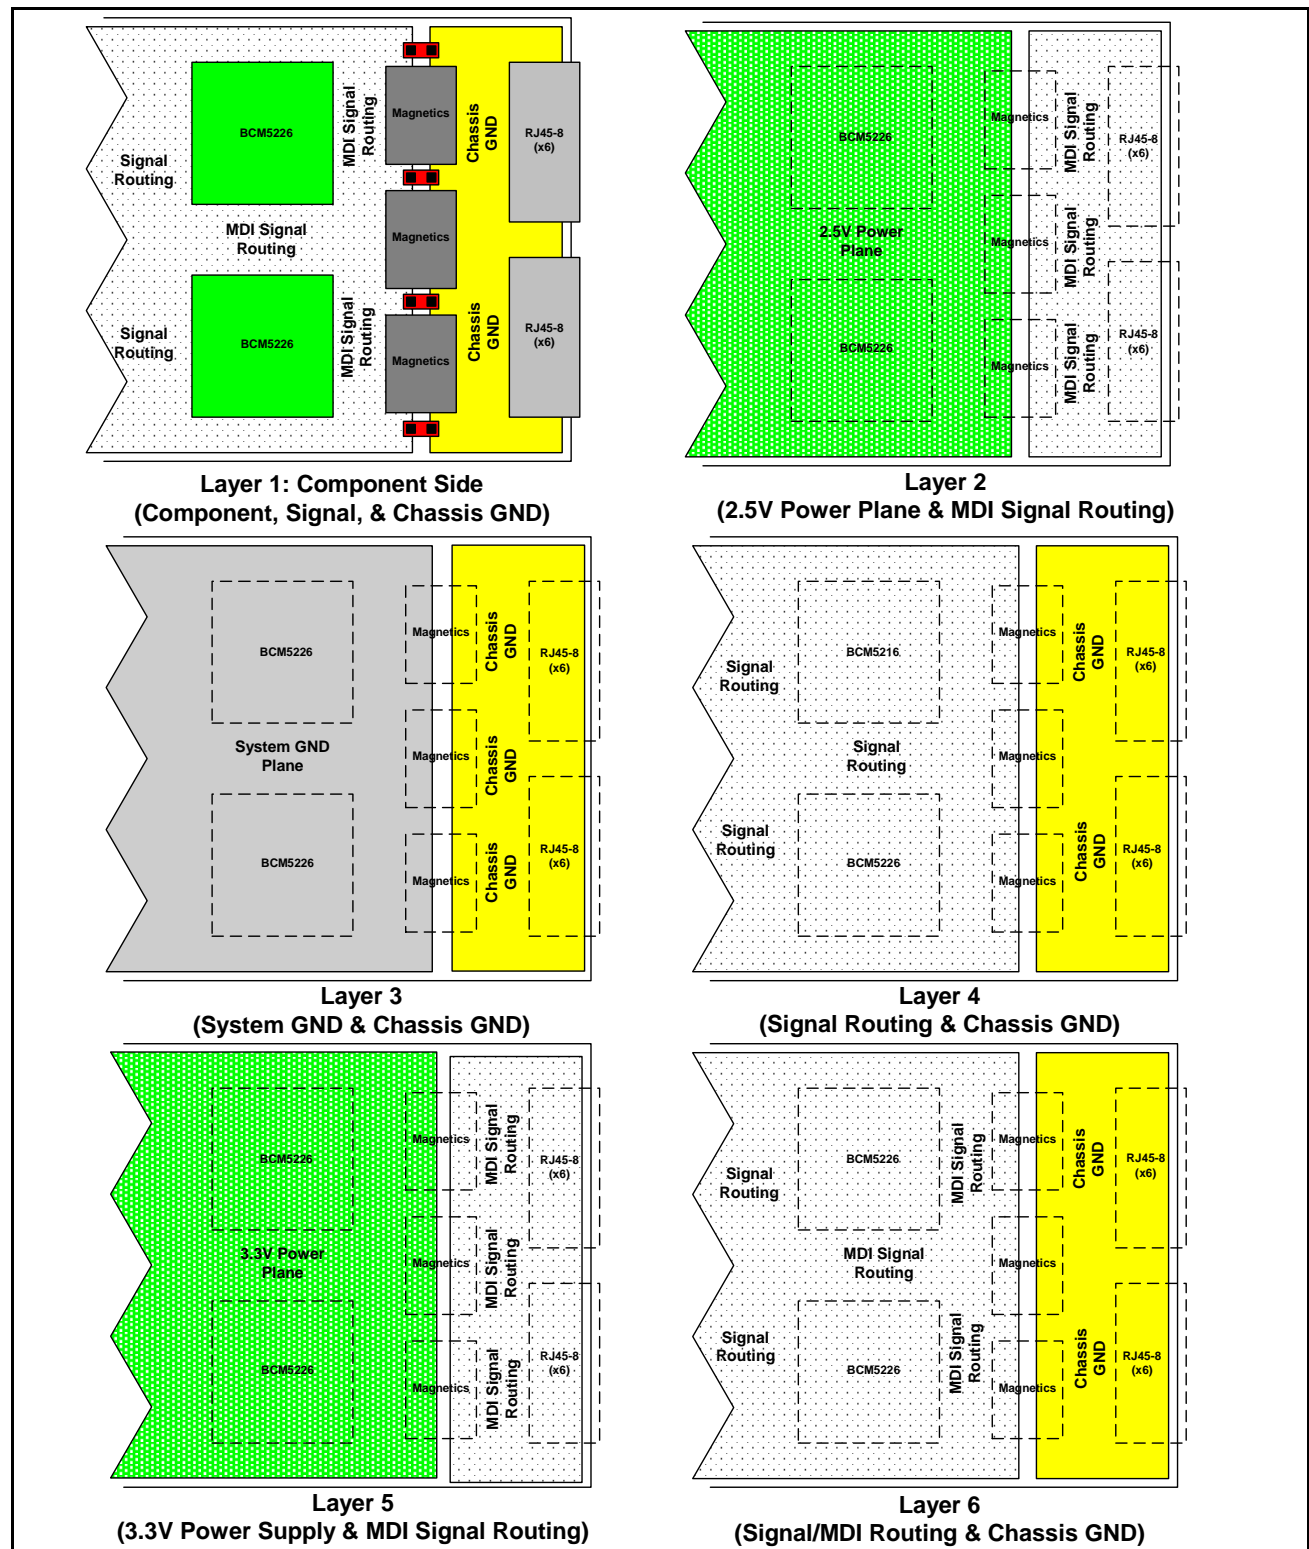 BCM5226
MDI Signal
Routing
Magnetics
Chassis
GND
RJ45-8
(x6)
Signal
Routing
MDI Signal
Routing
Magnetics
BCM5226
MDI Signal
Routing
Magnetics
Chassis
GND
RJ45-8
(x6)
Signal
Routing
Layer 1: Component Side
(Component, Signal, & Chassis GND)
BCM5226
Magnetics
MDI Signal
Routing
RJ45-8
(x6)
2.5V Power
Plane
Magnetics
MDI Signal
Routing
BCM5226
Magnetics
MDI Signal
Routing
RJ45-8
(x6)
Layer 2
(2.5V Power Plane & MDI Signal Routing)
BCM5226
Magnetics
Chassis
GND
RJ45-8
(x6)
System GND
Plane
Magnetics
Chassis
GND
BCM5226
Magnetics
Chassis
GND
RJ45-8
(x6)
Layer 3
(System GND & Chassis GND)
BCM5216
Magnetics
Chassis
GND
RJ45-8
(x6)
Signal
Routing
Signal
Routing
Magnetics
Signal
Routing
BCM5226
Magnetics
Chassis
GND
RJ45-8
(x6)
Layer 4
(Signal Routing & Chassis GND)
BCM5226
Magnetics
MDI Signal
Routing
RJ45-8
(x6)
3.3V Power
Plane
Magnetics
MDI Signal
Routing
BCM5226
Magnetics
MDI Signal
Routing
RJ45-8
(x6)
Layer 5
(3.3V Power Supply & MDI Signal Routing)
BCM5226
MDI Signal
Routing
Magnetics
Chassis
GND
RJ45-8
(x6)
Signal
Routing
MDI Signal
Routing
Magnetics
Signal
Routing
BCM5226
MDI Signal
Routing
Magnetics
Chassis
GND
RJ45-8
(x6)
Layer 6
(Signal/MDI Routing & Chassis GND)